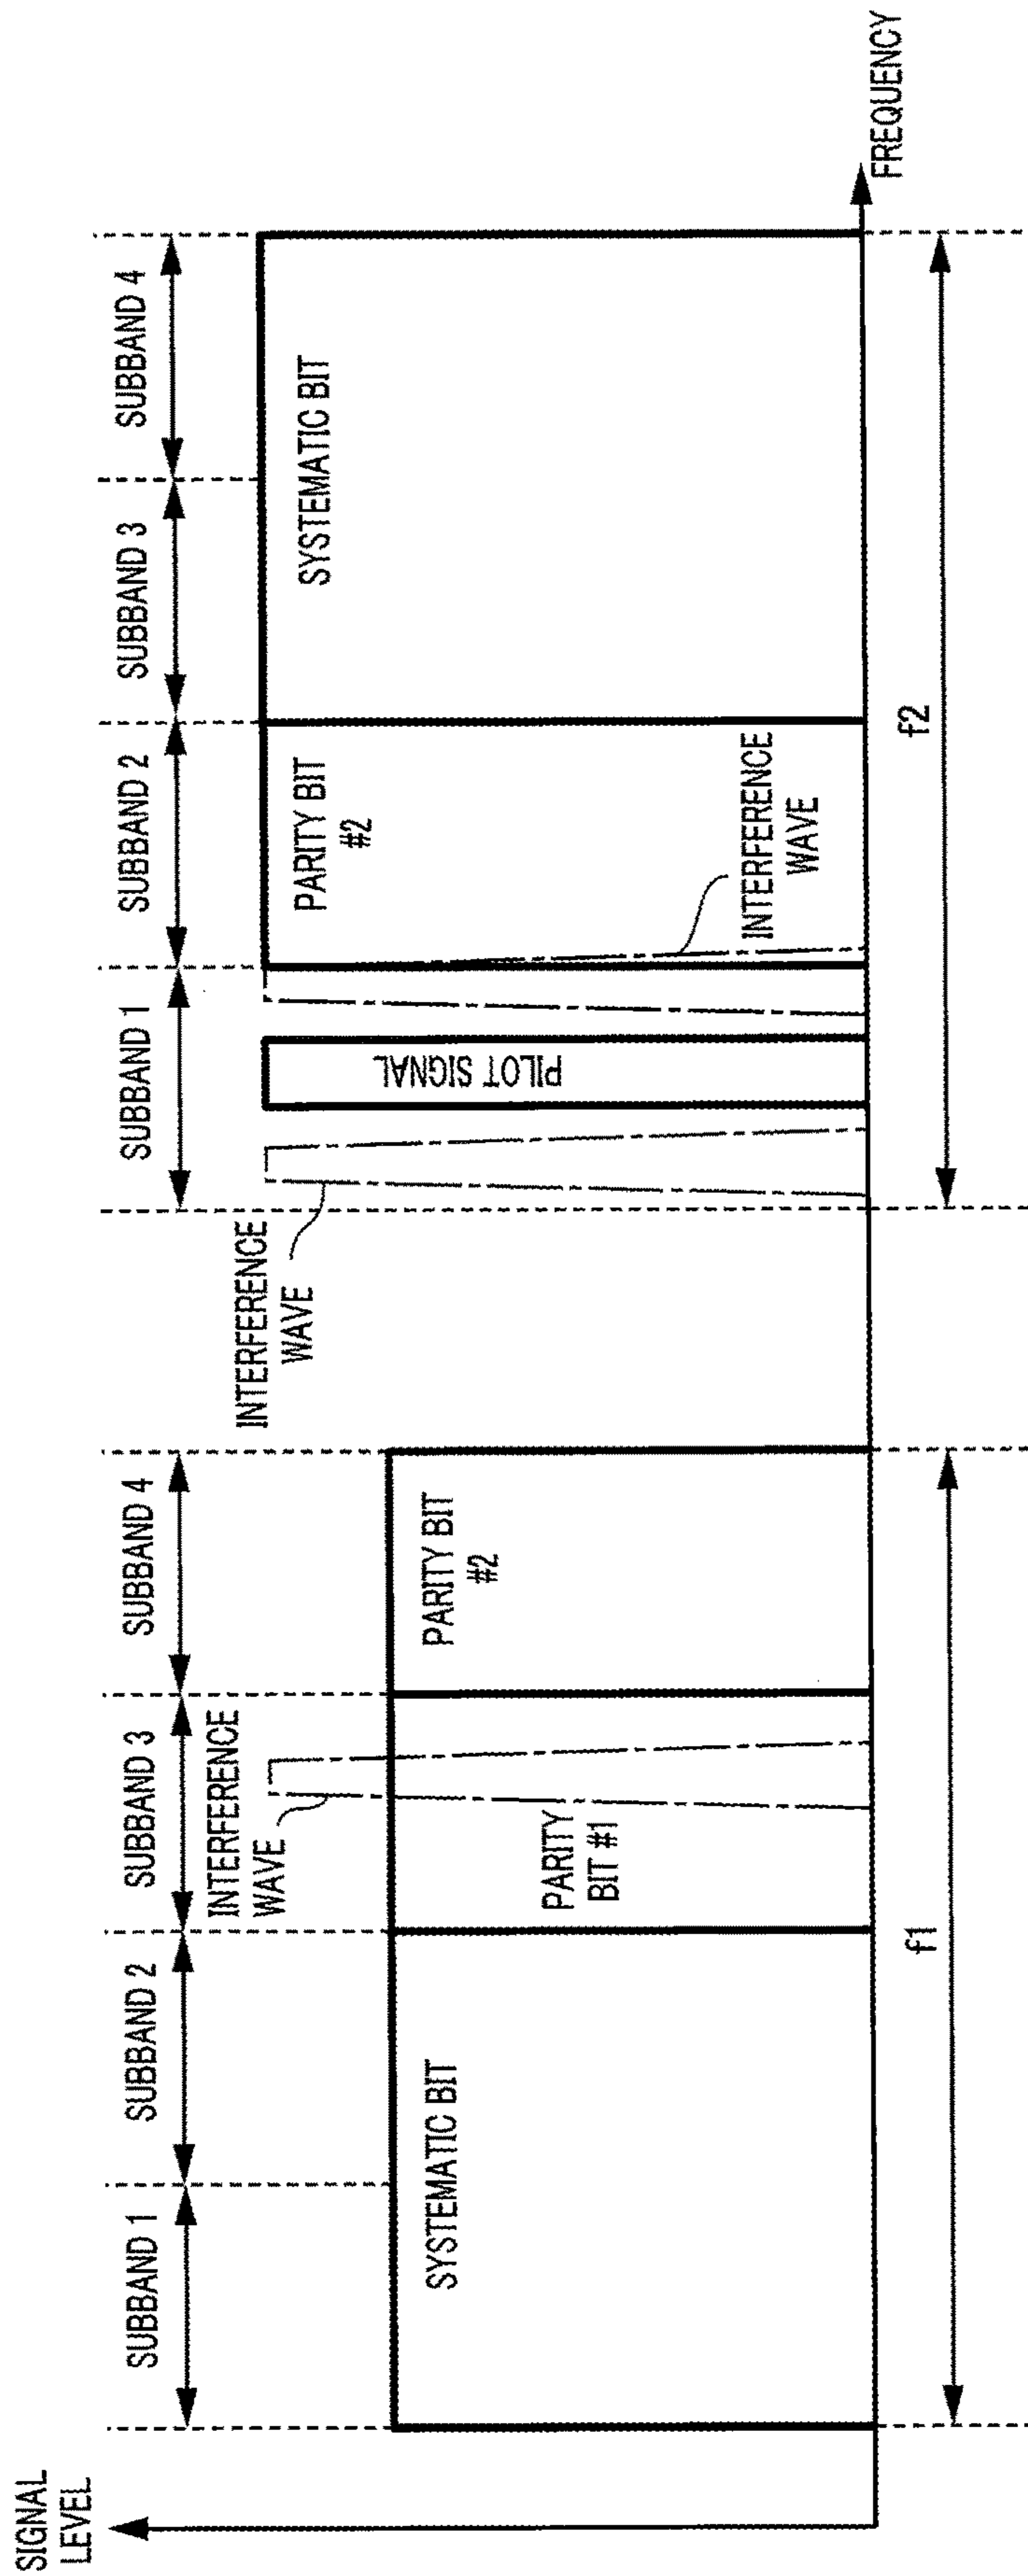 SIGNAL
LEVEL
SUBBAND 1
SUBBAND 2
SUBBAND 3
SUBBAND 4
SUBBAND 1
SUBBAND 2
SUBBAND 3
SUBBAND 4
INTERFERENCE
WAVE
INTERFERENCE
WAVE
SYSTEMATIC BIT
PARITY
BIT #1
PARITY BIT
#2
PILOT SIGNAL
PARITY BIT
#2
INTERFERENCE
WAVE
SYSTEMATIC BIT
FREQUENCY
f1
f2